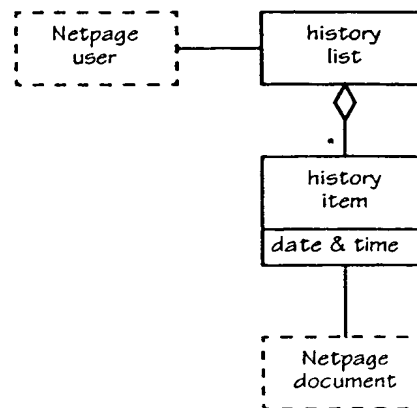 Netpage
user
history
list
*
history
item
date & time
Netpage
document